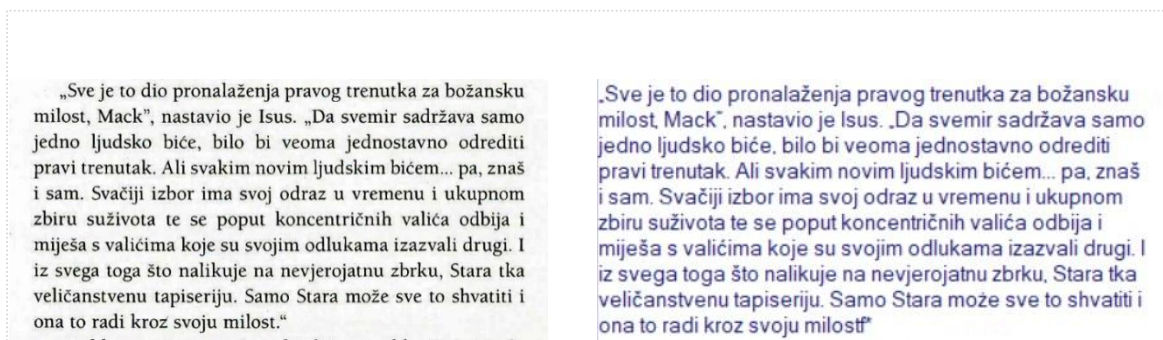 „Sve je to dio pronalaženja pravog trenutka za božansku
milost, Mack”, nastavio je Isus. „Da svemir sadržava samo
jedno ljudsko biće, bilo bi veoma jednostavno odrediti
pravi trenutak. Ali svakim novim ljudskim bićem... pa, znaš
i sam. Svačiji izbor ima svoj odraz u vremenu i ukupnom
zbiru suživota te se poput koncentričnih valića odbija i
miješa s valićima koje su svojim odlukama izazvali drugi. I
iz svega toga što nalikuje na nevjerojatnu zbrku, Stara tka
veličanstvenu tapiseriju. Samo Stara može sve to shvatiti i
ona to radi kroz svoju milost.“
„Sve je to dio pronalaženja pravog trenutka za božansku
milost, Mack”, nastavio je Isus. „Da svemir sadržava samo
jedno ljudsko biće, bilo bi veoma jednostavno odrediti
pravi trenutak. Ali svakim novim ljudskim bićem... pa, znaš
i sam. Svačiji izbor ima svoj odraz u vremenu i ukupnom
zbiru suživota te se poput koncentričnih valića odbija i
miješa s valićima koje su svojim odlukama izazvali drugi. I
iz svega toga što nalikuje na nevjerojatnu zbrku, Stara tka
veličanstvenu tapiseriju. Samo Stara može sve to shvatiti i
ona to radi kroz svoju milostf*